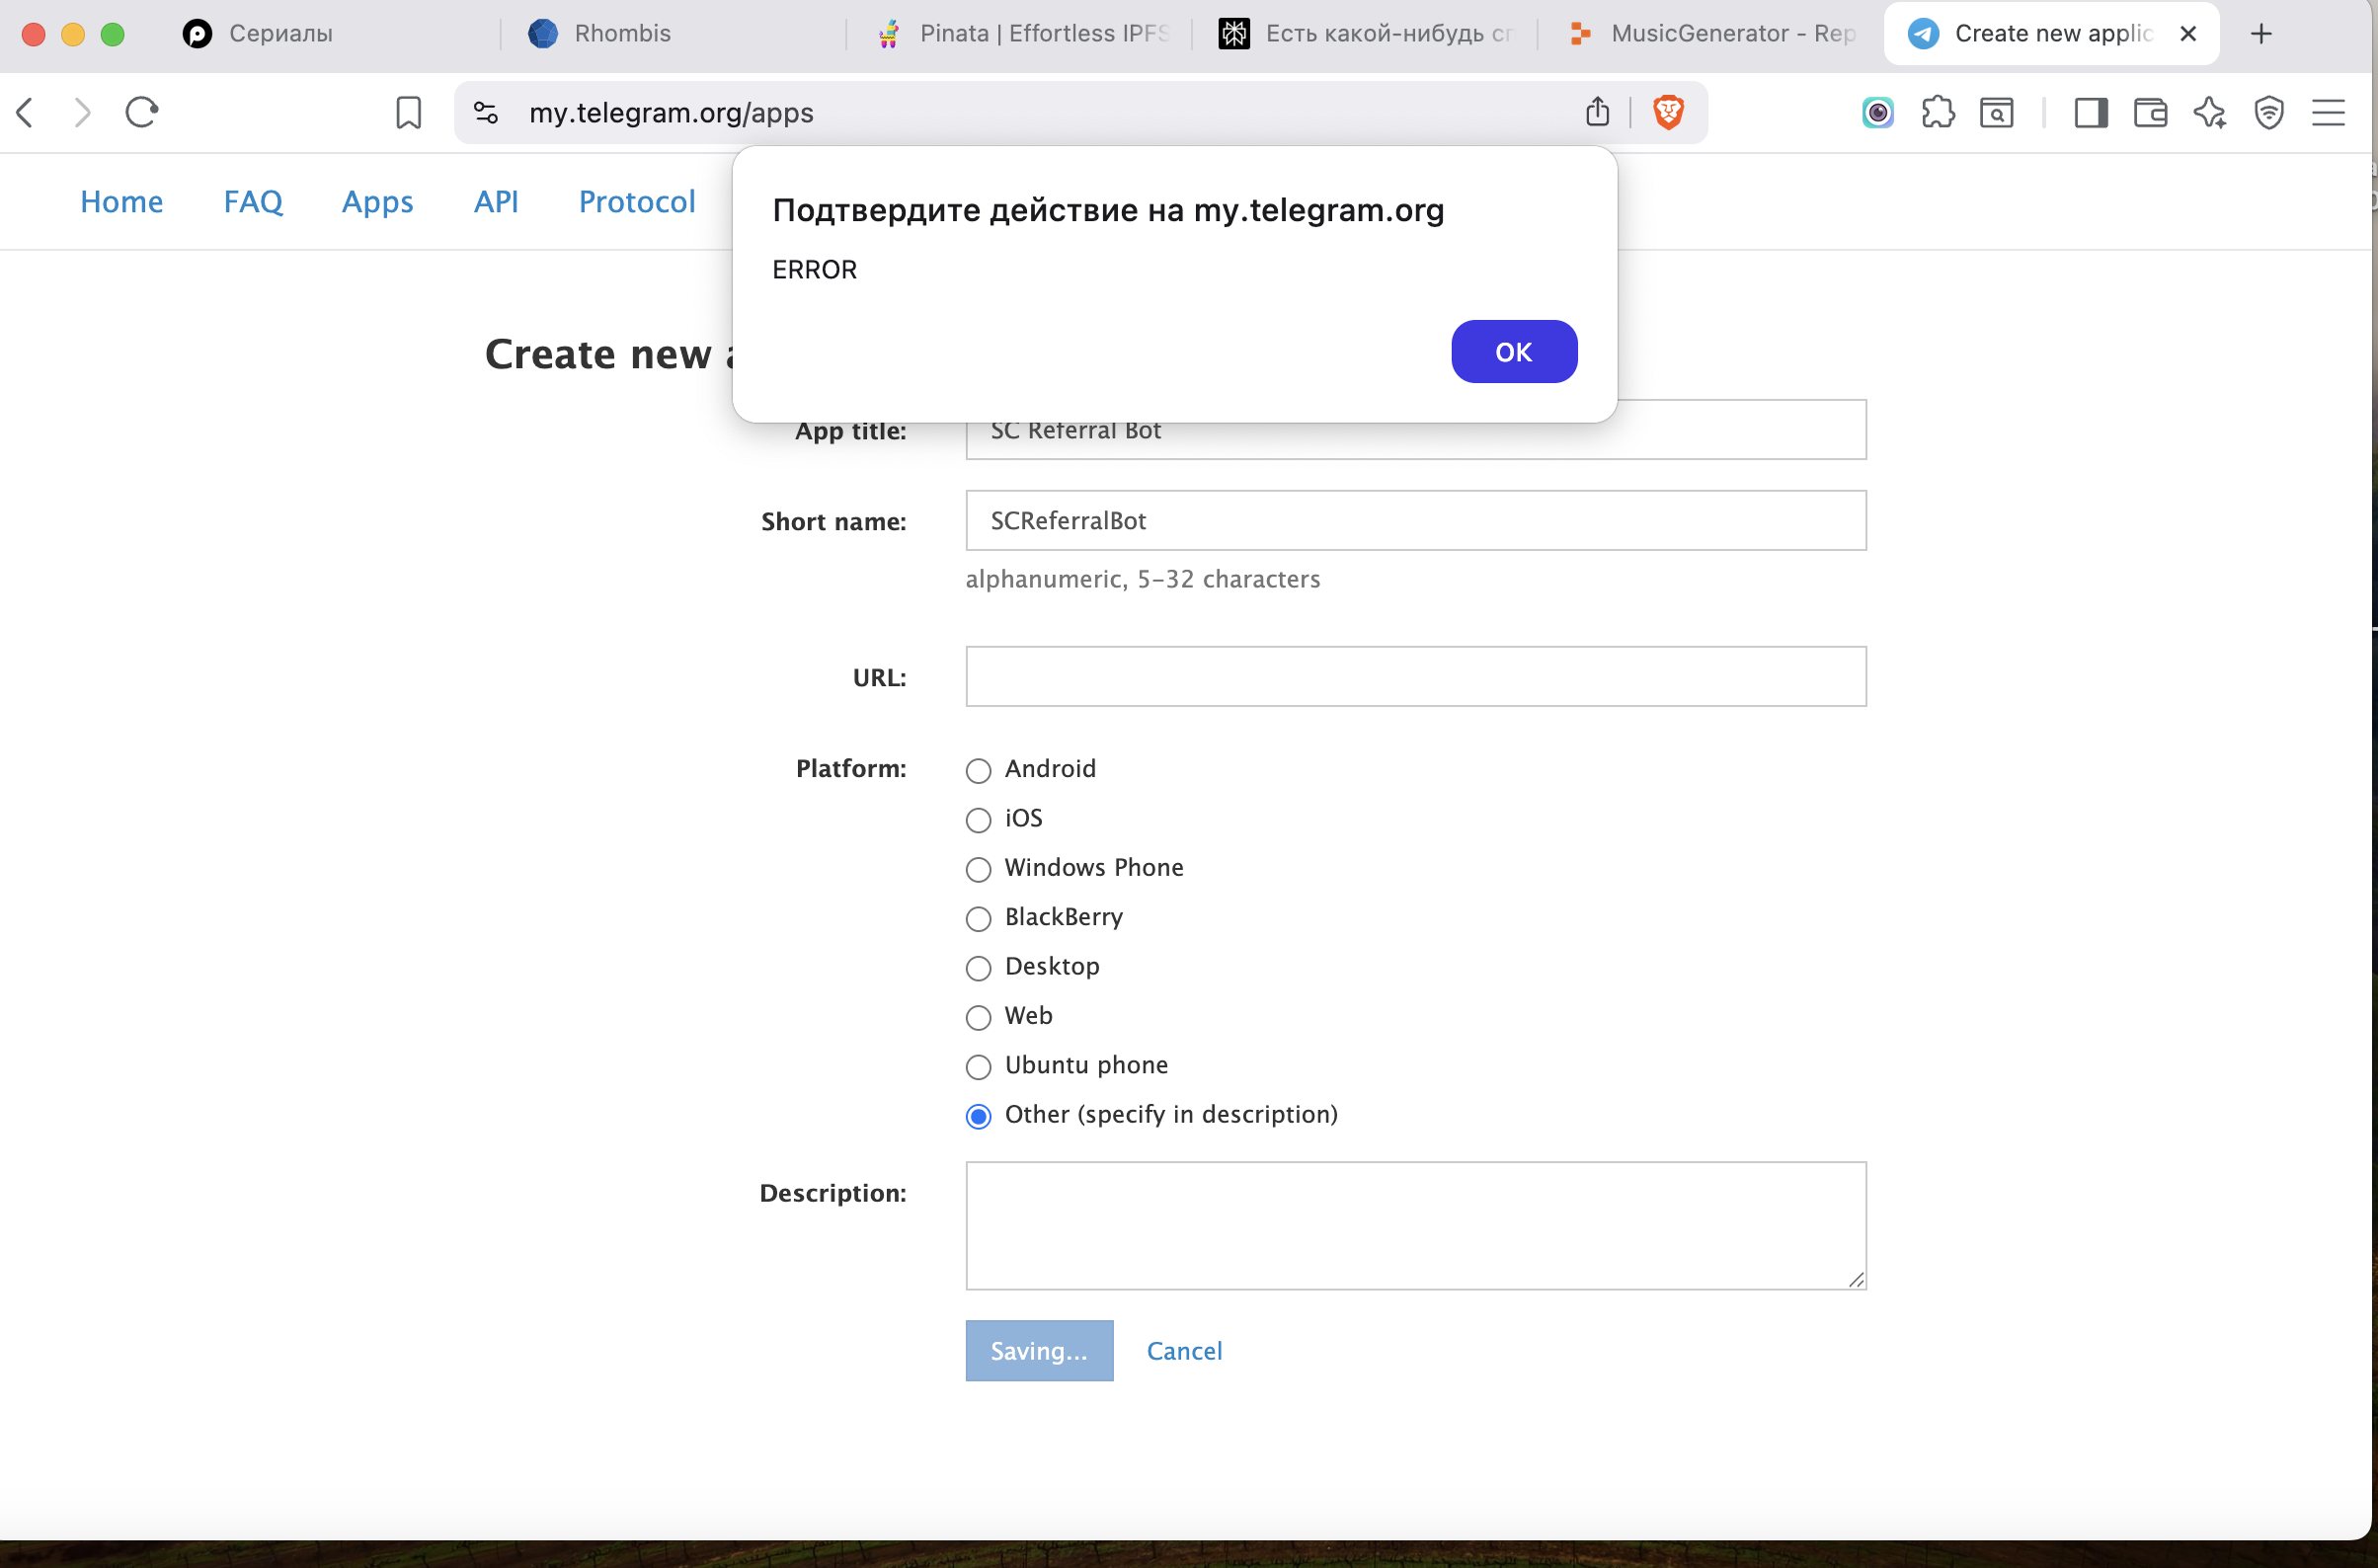 Сериалы
Rhombis
Pinata | Effortless IPFS
Есть какой-нибудь
MusicGenerator - Rep
Create new applic
my.telegram.org/apps
Home FAQ Apps API Protocol
Подтвердите действие на my.telegram.org
ERROR
OK
Create new
App title: SC Referral Bot
Short name: SCReferralBot
alphanumeric, 5–32 characters
URL:
Platform: Android
iOS
Windows Phone
BlackBerry
Desktop
Web
Ubuntu phone
Other (specify in description)
Description:
Saving... Cancel